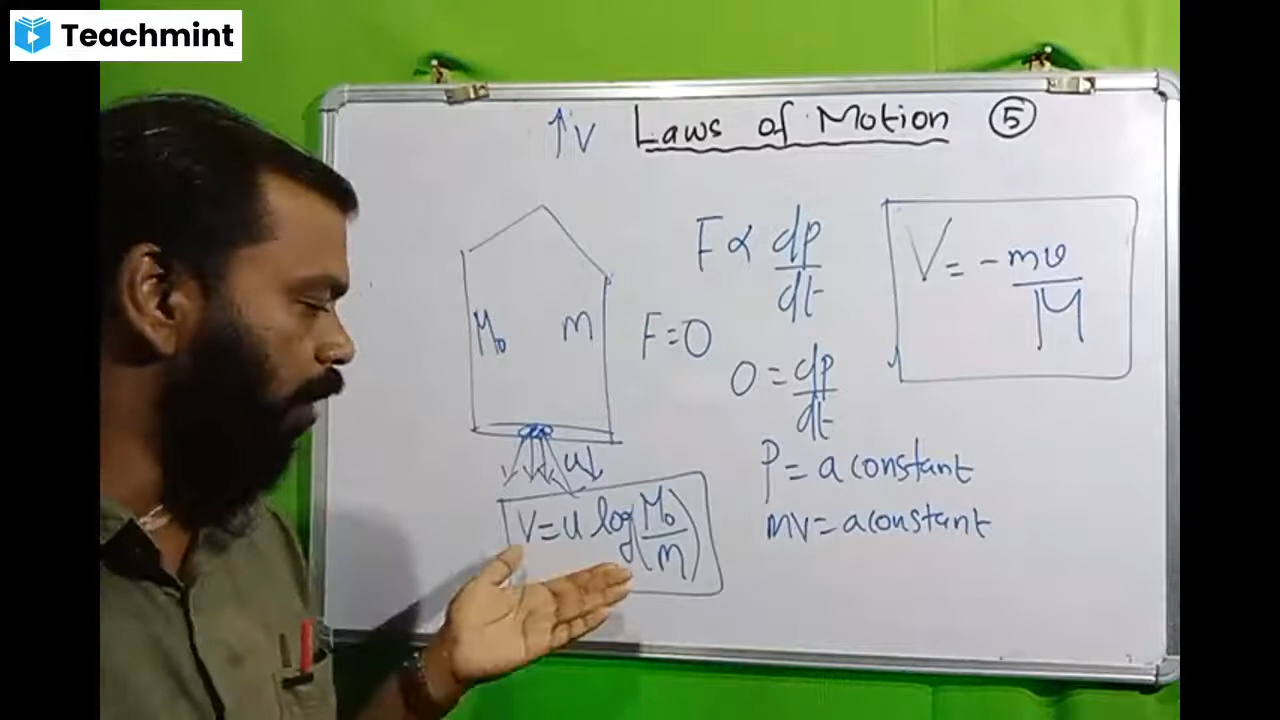 Teachmint
↑V Laws of Motion ⑤
M₀ m
u↓
V=u log(M₀/m)
F ∝ dp/dt
F=0
0 = dp/dt
P = a constant
mv = a constant
V = -mv/M